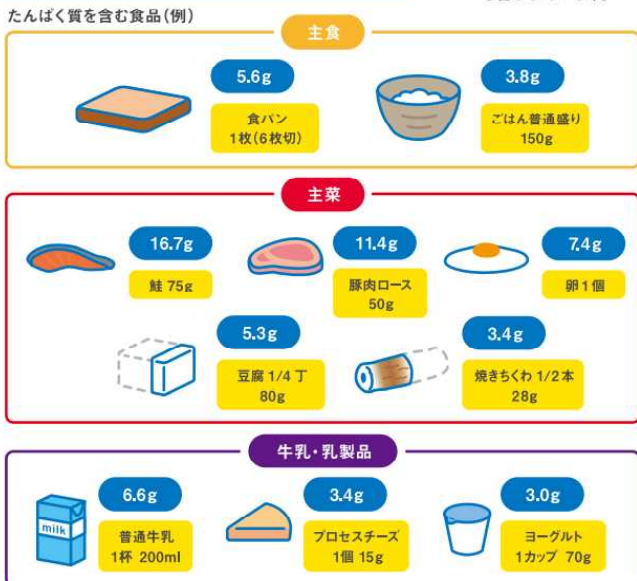 たんぱく質を含む食品(例)
主食
5.6g
食パン
1枚(6枚切)
3.8g
ごはん普通盛り
150g
主菜
16.7g
鮭 75g
11.4g
豚肉ロース
50g
7.4g
卵1個
5.3g
豆腐 1/4 丁
80g
3.4g
焼きちくわ 1/2本
28g
牛乳・乳製品
milk
6.6g
普通牛乳
1杯 200ml
3.4g
プロセスチーズ
1個 15g
3.0g
ヨーグルト
1カップ 70g